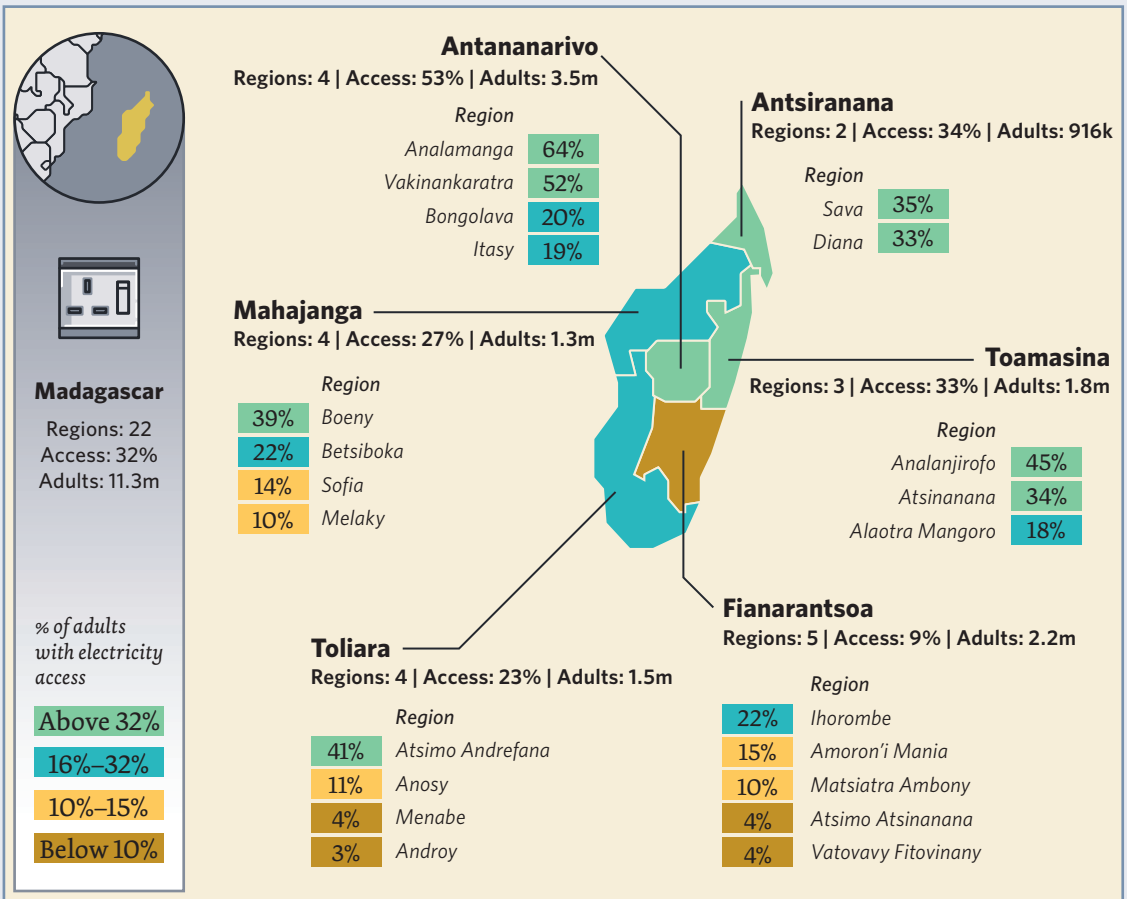 Madagascar
Regions: 22
Access: 32%
Adults: 11.3m
% of adults
with electricity
access
Above 32%
16%–32%
10%–15%
Below 10%
Antananarivo
Regions: 4 | Access: 53% | Adults: 3.5m
Region
Analamanga 64%
Vakinankaratra 52%
Bongolava 20%
Itasy 19%
Antsiranana
Regions: 2 | Access: 34% | Adults: 916k
Region
Sava 35%
Diana 33%
Mahajanga
Regions: 4 | Access: 27% | Adults: 1.3m
Region
39% Boeny
22% Betsiboka
14% Sofia
10% Melaky
Toamasina
Regions: 3 | Access: 33% | Adults: 1.8m
Region
Analanjirofo 45%
Atsinanana 34%
Alaotra Mangoro 18%
Toliara
Regions: 4 | Access: 23% | Adults: 1.5m
Region
41% Atsimo Andrefana
11% Anosy
4% Menabe
3% Androy
Fianarantsoa
Regions: 5 | Access: 9% | Adults: 2.2m
Region
22% Ihorombe
15% Amoron'i Mania
10% Matsiatra Ambony
4% Atsimo Atsinanana
4% Vatovavy Fitovinany